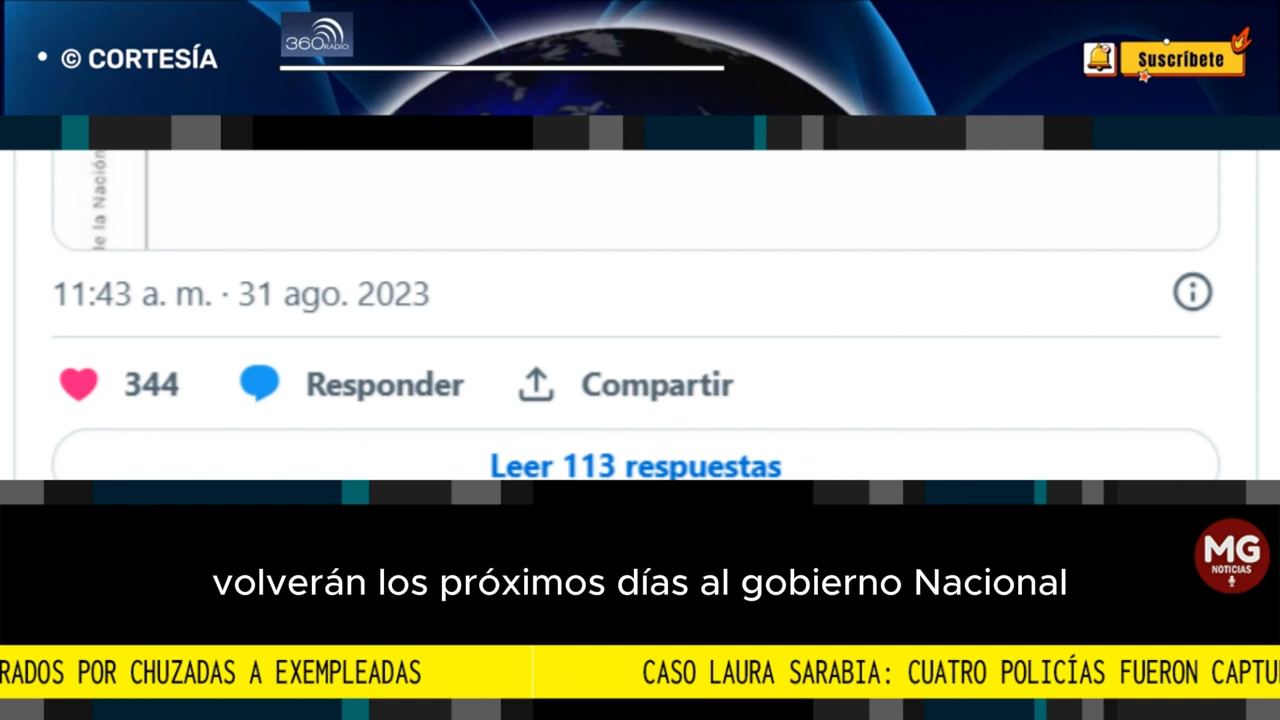 • © CORTESÍA
360RADIO
Suscríbete
de la Nación
11:43 a. m. · 31 ago. 2023
344
Responder
Compartir
Leer 113 respuestas
MG
NOTICIAS
volverán los próximos días al gobierno Nacional
RADOS POR CHUZADAS A EXEMPLEADAS
CASO LAURA SARABIA: CUATRO POLICÍAS FUERON CAPTU